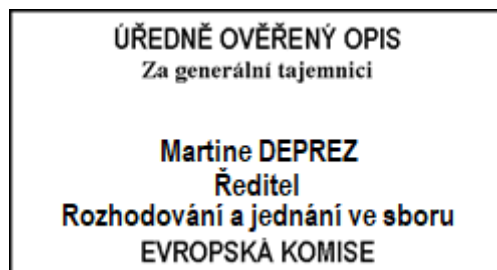 ÚŘEDNĚ OVĚŘENÝ OPIS
Za generální tajemnici
Martine DEPREZ
Ředitel
Rozhodování a jednání ve sboru
EVROPSKÁ KOMISE